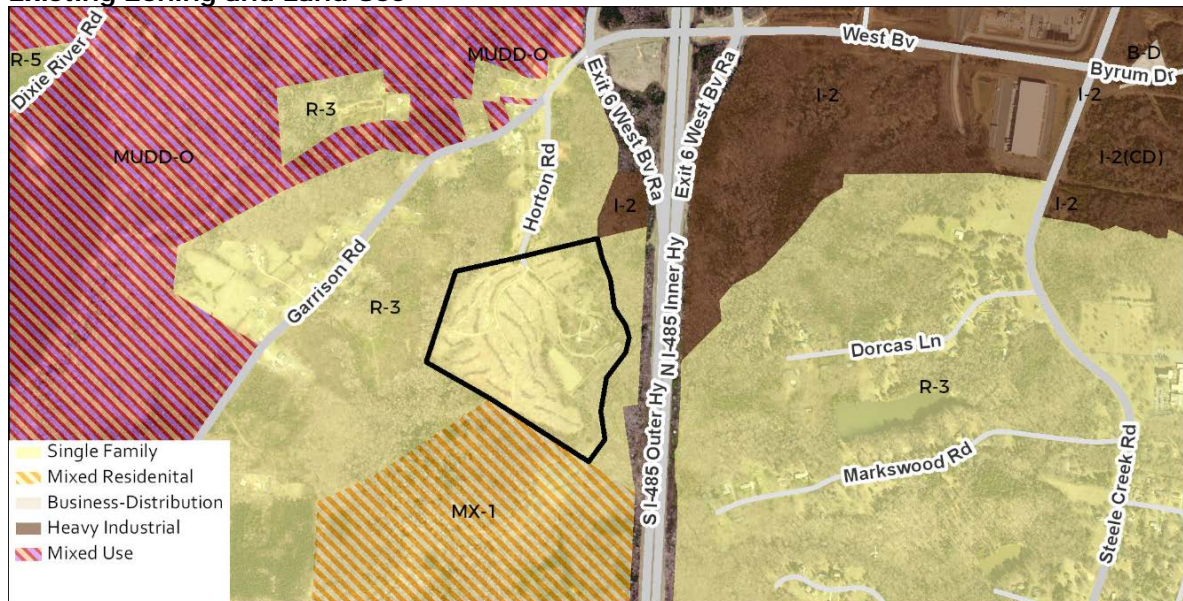 Existing Zoning and Land Use
R-5
Dixie River Rd
MUDD-O
MUDD-O
R-3
Exit 6 West Bv Ra
Exit 6 West Bv Ra
West Bv
B-D
Byrum Dr
I-2
I-2
I-2(CD)
I-2
I-2
Horton Rd
Garrison Rd
R-3
S I-485 Outer Hy
N I-485 Inner Hy
Dorcas Ln
R-3
Markswood Rd
Steele Creek Rd
MX-1
Single Family
Mixed Residenital
Business-Distribution
Heavy Industrial
Mixed Use